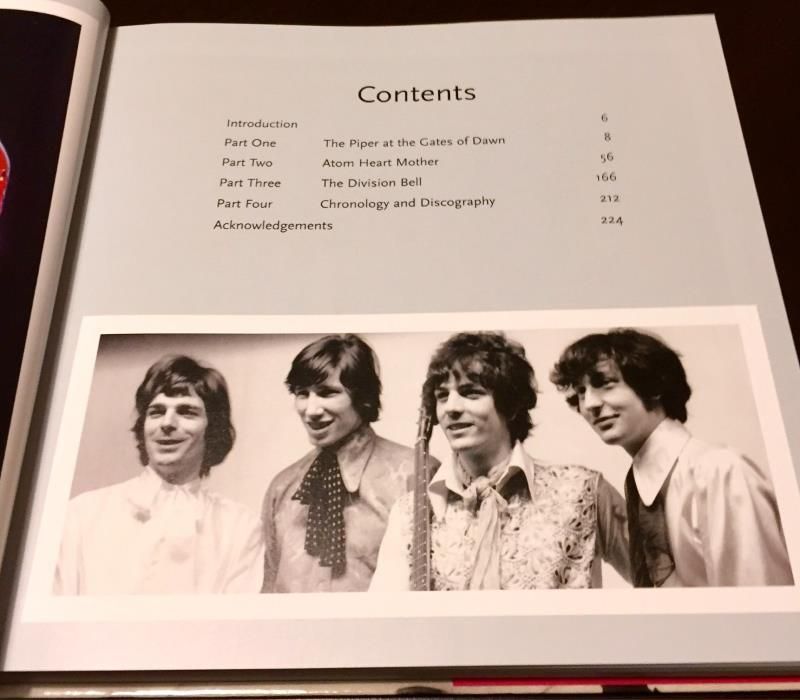 Contents
Introduction 6
Part One The Piper at the Gates of Dawn 8
Part Two Atom Heart Mother 56
Part Three The Division Bell 166
Part Four Chronology and Discography 212
Acknowledgements 224